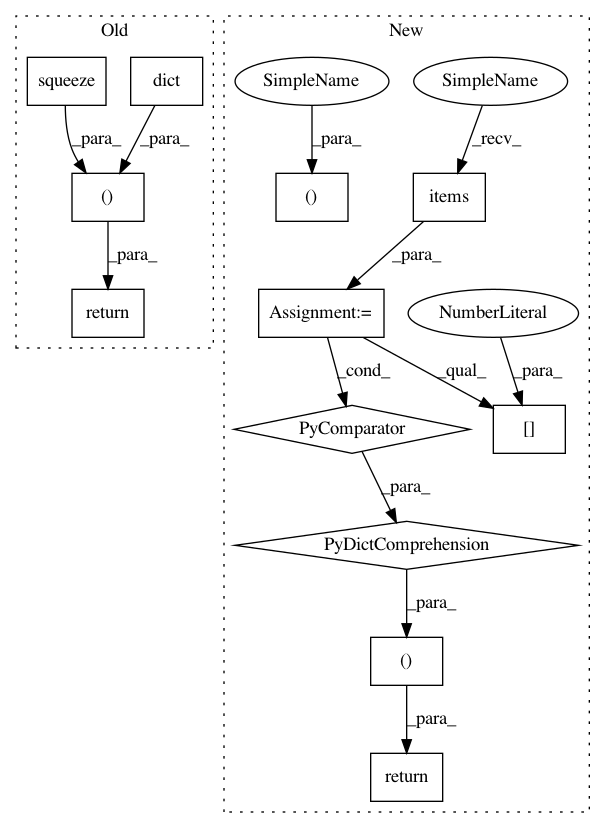 Old
New
squeeze
dict
SimpleName
SimpleName
_para_
_para_
_para_
_recv_
()
()
items
_para_
_para_
return
Assignment:=
NumberLiteral
_cond_
_qual_
_para_
PyComparator
[]
_para_
PyDictComprehension
_para_
()
_para_
return